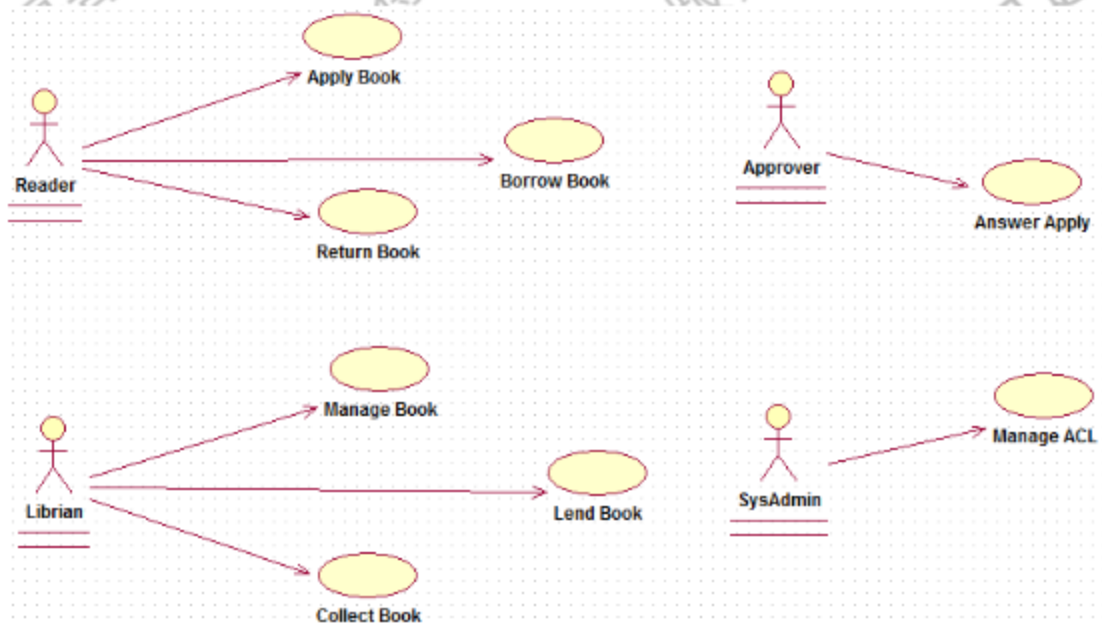 Apply Book
Reader
Borrow Book
Return Book
Approver
Answer Apply
Manage Book
Librian
Lend Book
Collect Book
SysAdmin
Manage ACL